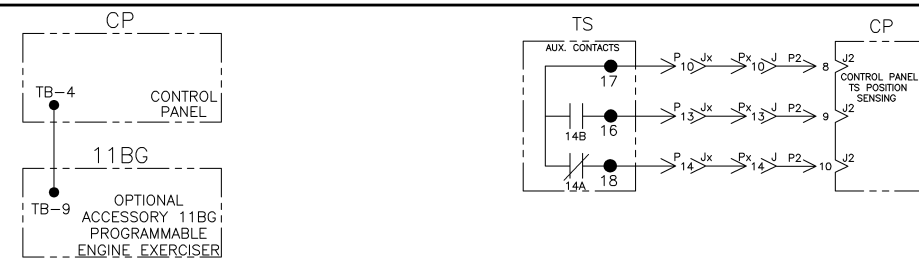 CP
TB-4
CONTROL
PANEL
11BG
TB-9
OPTIONAL
ACCESSORY 11BG
PROGRAMMABLE
ENGINE EXERCISER
TS
AUX. CONTACTS
17
P 10 Jx Px 10 J P2 8 J2
14B 16
P 13 Jx Px 13 J P2 9 J2
14A 18
P 14 Jx Px 14 J P2 10 J2
CP
CONTROL PANEL
TS POSITION
SENSING